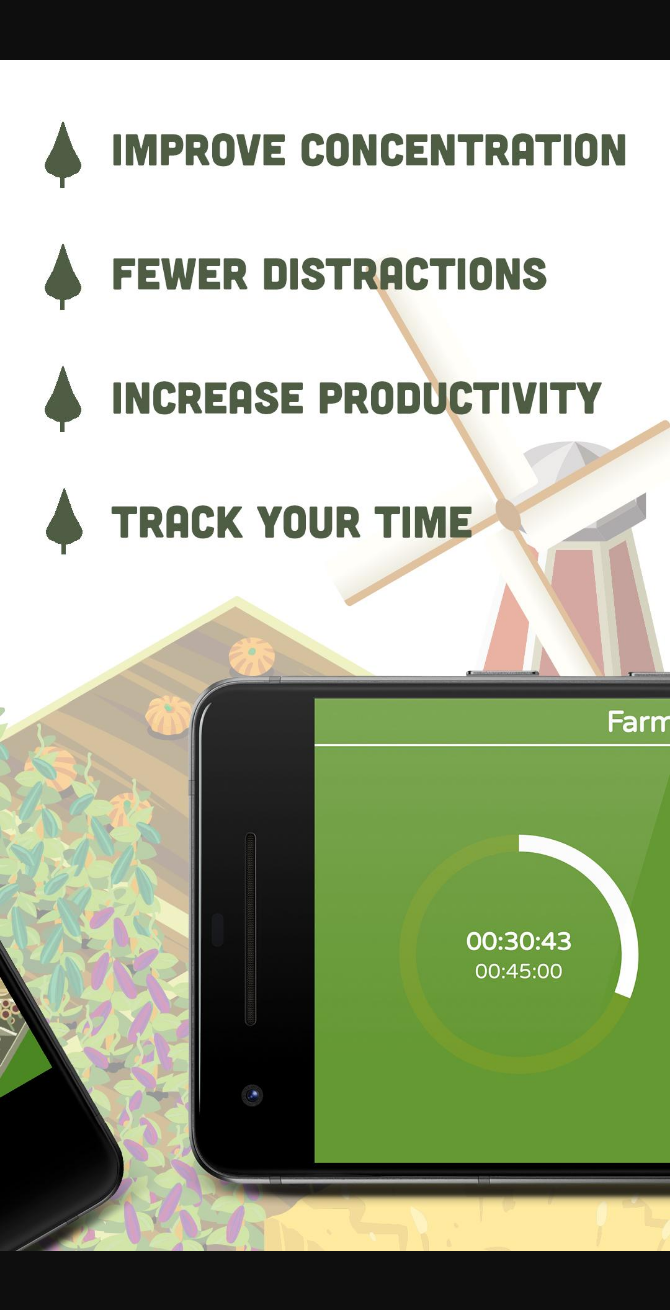 IMPROVE CONCENTRATION
FEWER DISTRACTIONS
INCREASE PRODUCTIVITY
TRACK YOUR TIME
Farm
00:30:43
00:45:00